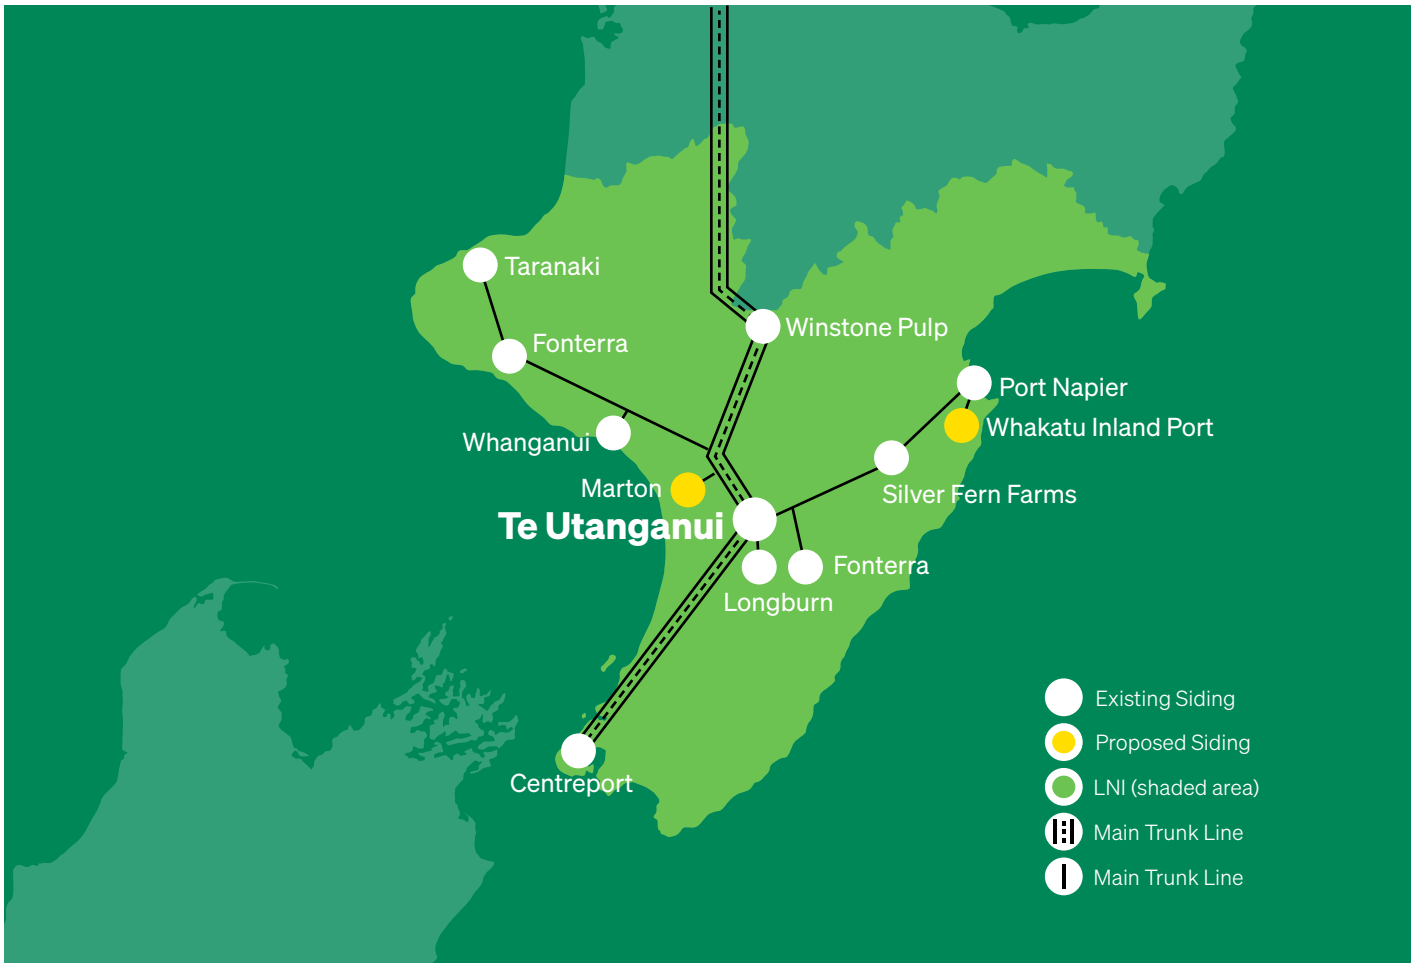 Taranaki
Winstone Pulp
Fonterra
Port Napier
Whakatu Inland Port
Whanganui
Marton
Silver Fern Farms
Te Utanganui
Fonterra
Longburn
Centreport
Existing Siding
Proposed Siding
LNI (shaded area)
Main Trunk Line
Main Trunk Line